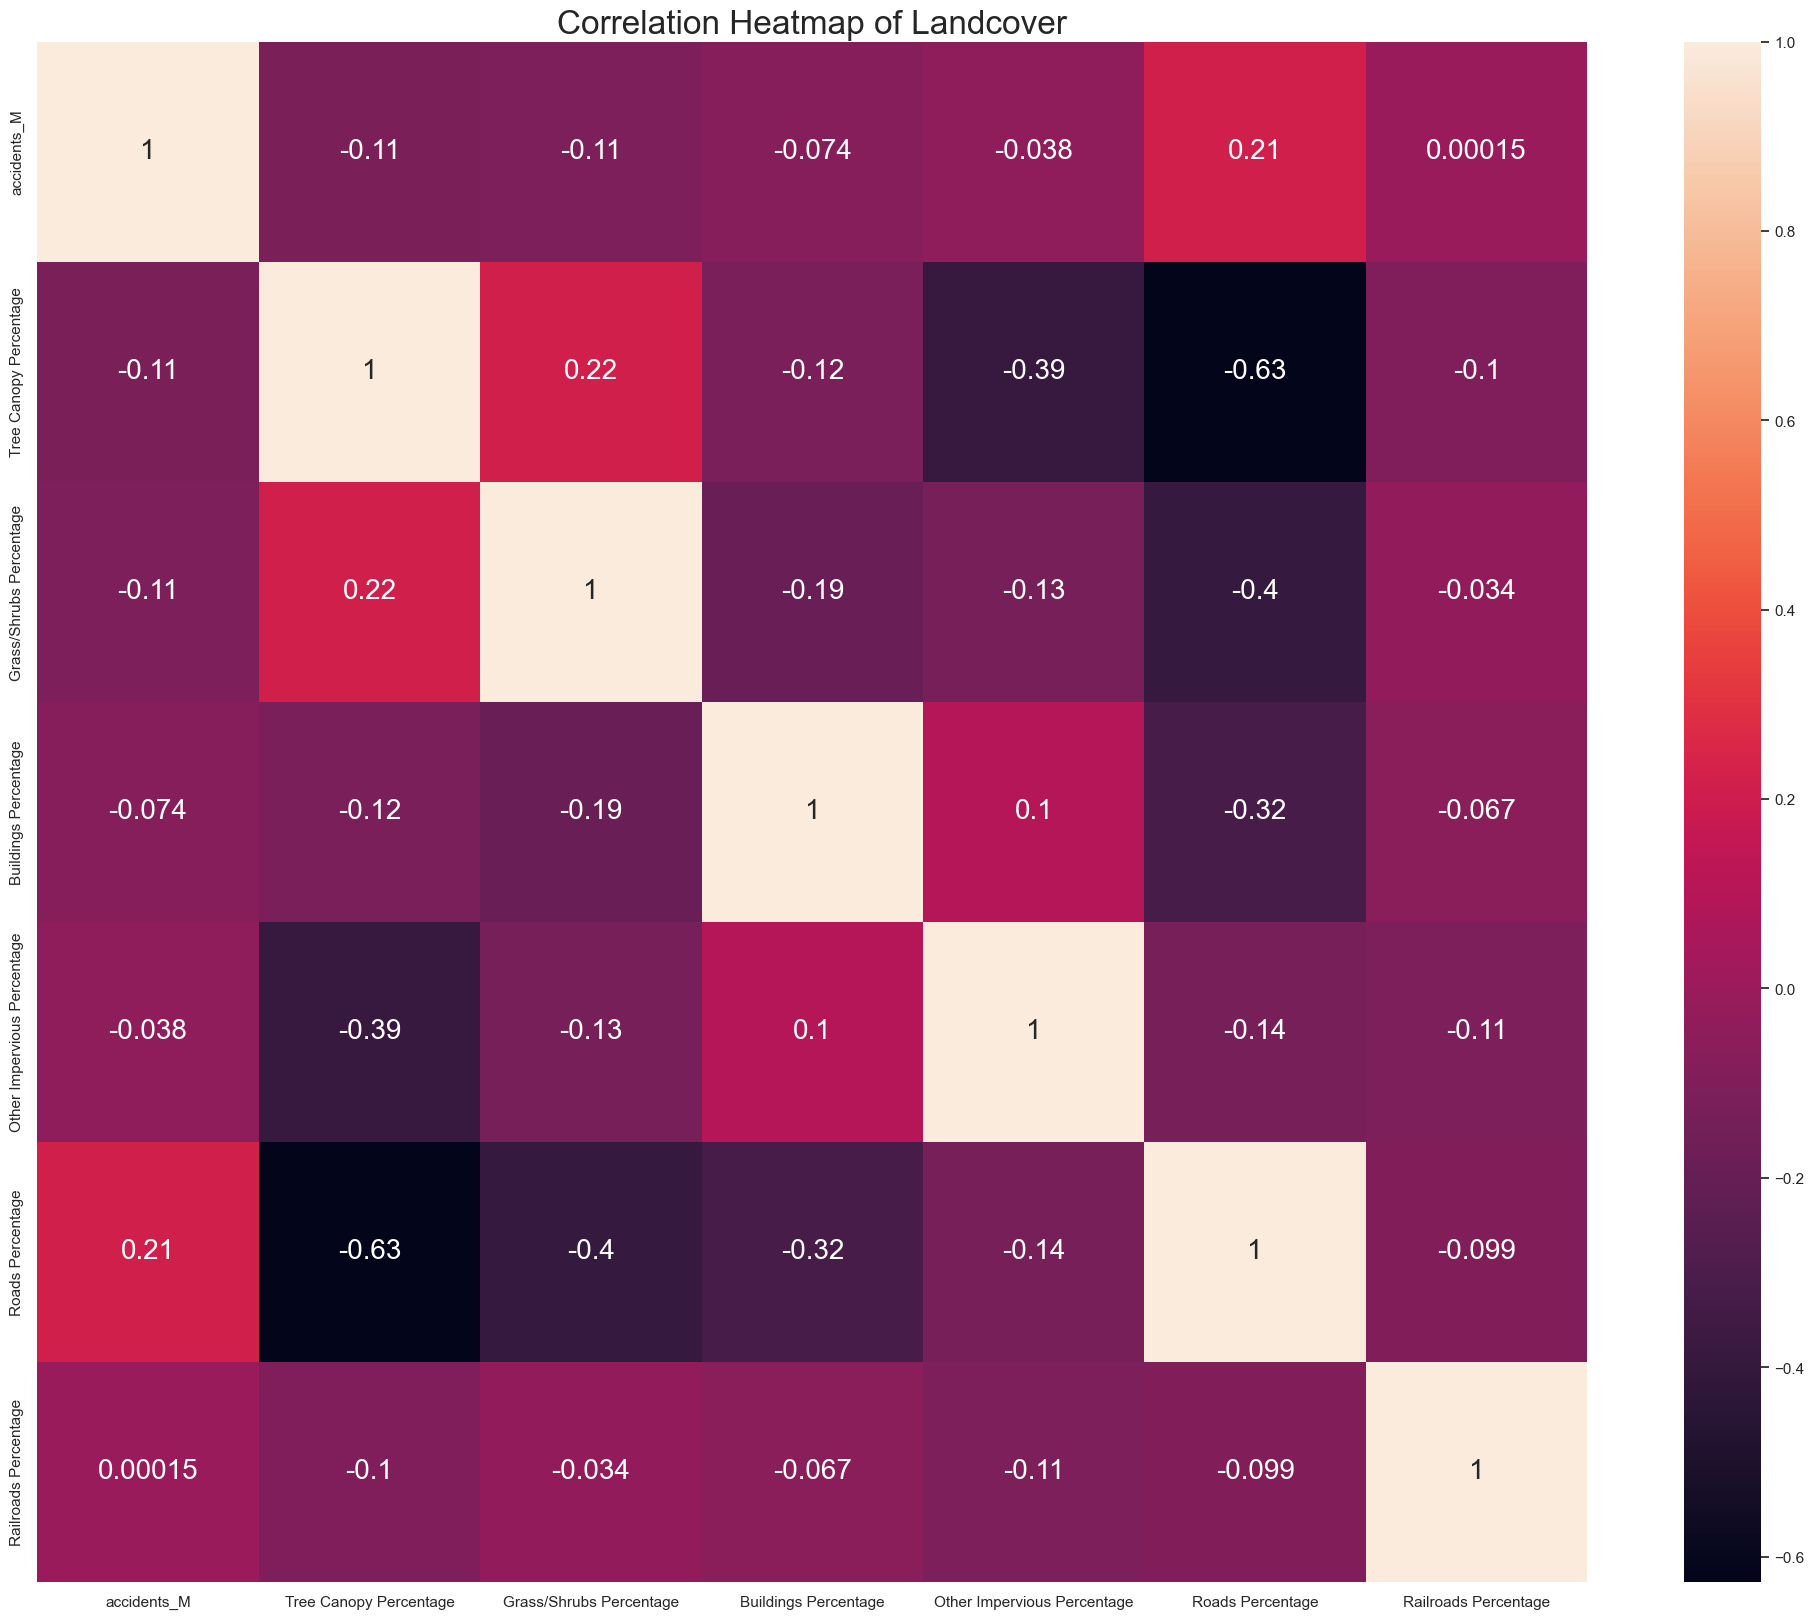 Correlation Heatmap of Landcover
accidents_M
1 -0.11 -0.11 -0.074 -0.038 0.21 0.00015
Tree Canopy Percentage
-0.11 1 0.22 -0.12 -0.39 -0.63 -0.1
Grass/Shrubs Percentage
-0.11 0.22 1 -0.19 -0.13 -0.4 -0.034
Buildings Percentage
-0.074 -0.12 -0.19 1 0.1 -0.32 -0.067
Other Impervious Percentage
-0.038 -0.39 -0.13 0.1 1 -0.14 -0.11
Roads Percentage
0.21 -0.63 -0.4 -0.32 -0.14 1 -0.099
Railroads Percentage
0.00015 -0.1 -0.034 -0.067 -0.11 -0.099 1
accidents_M Tree Canopy Percentage Grass/Shrubs Percentage Buildings Percentage Other Impervious Percentage Roads Percentage Railroads Percentage
1.0
0.8
0.6
0.4
0.2
0.0
−0.2
−0.4
−0.6